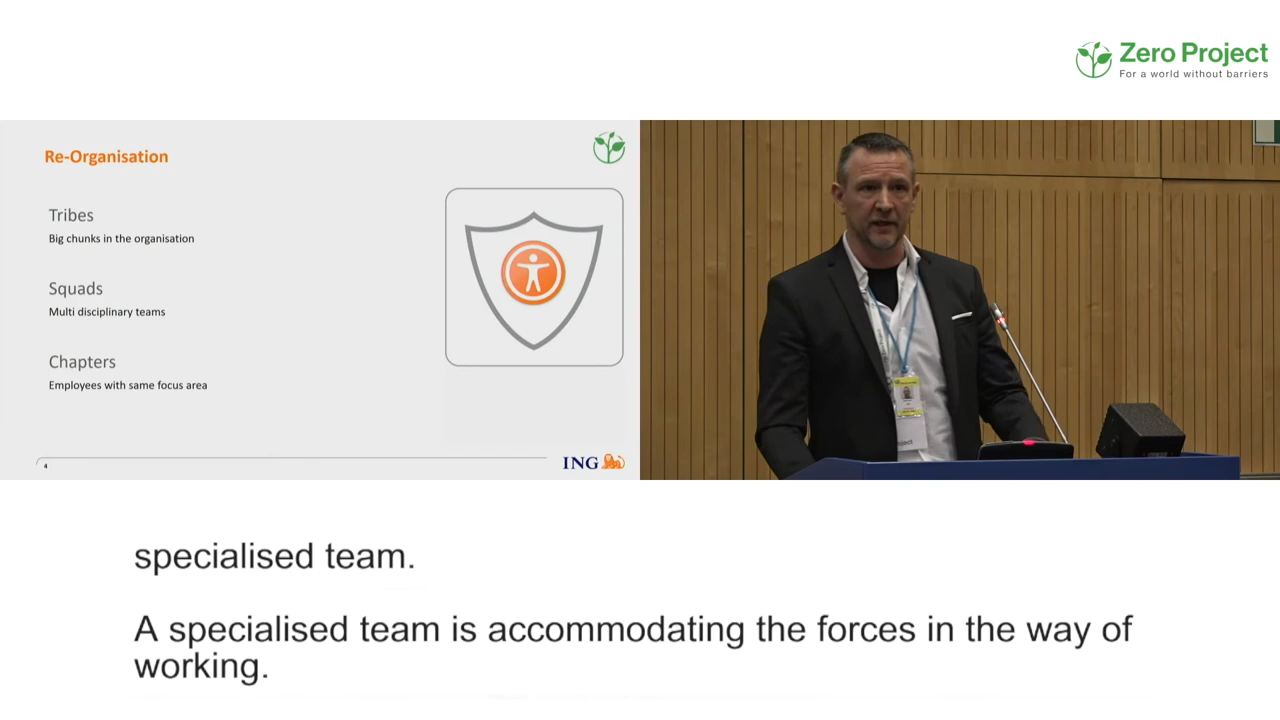 Zero Project
For a world without barriers
Re-Organisation
Tribes
Big chunks in the organisation
Squads
Multi disciplinary teams
Chapters
Employees with same focus area
4
ING
specialised team.
A specialised team is accommodating the forces in the way of
working.